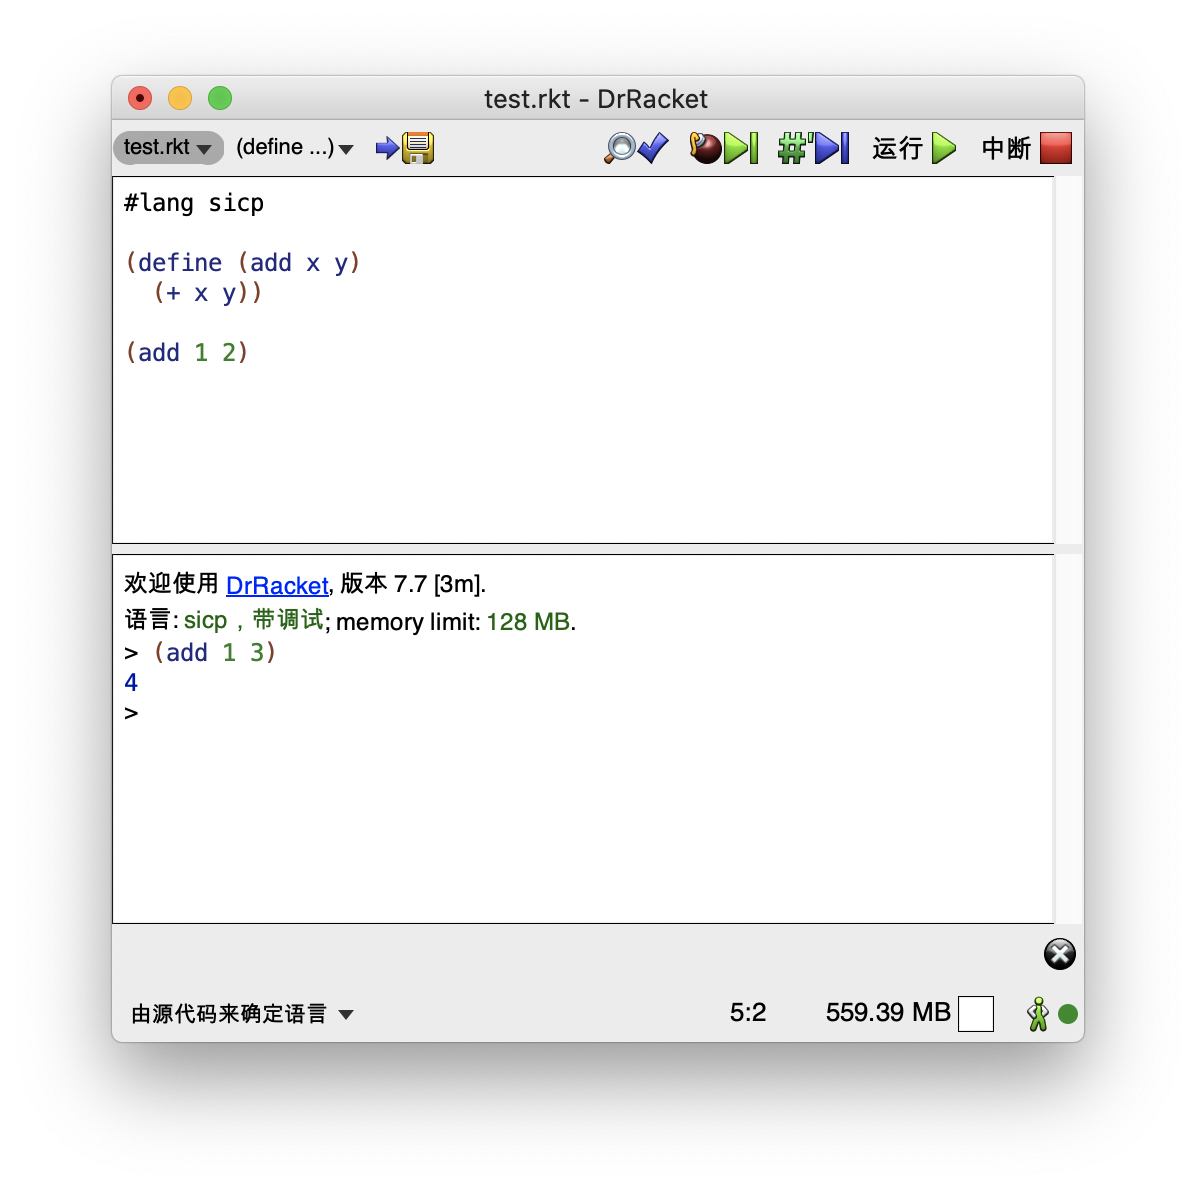 test.rkt - DrRacket
test.rkt (define ...) 运行 中断
#lang sicp
(define (add x y)
  (+ x y))
(add 1 2)
欢迎使用 DrRacket, 版本 7.7 [3m].
语言: sicp，带调试; memory limit: 128 MB.
> (add 1 3)
4
>
由源代码来确定语言 5:2 559.39 MB